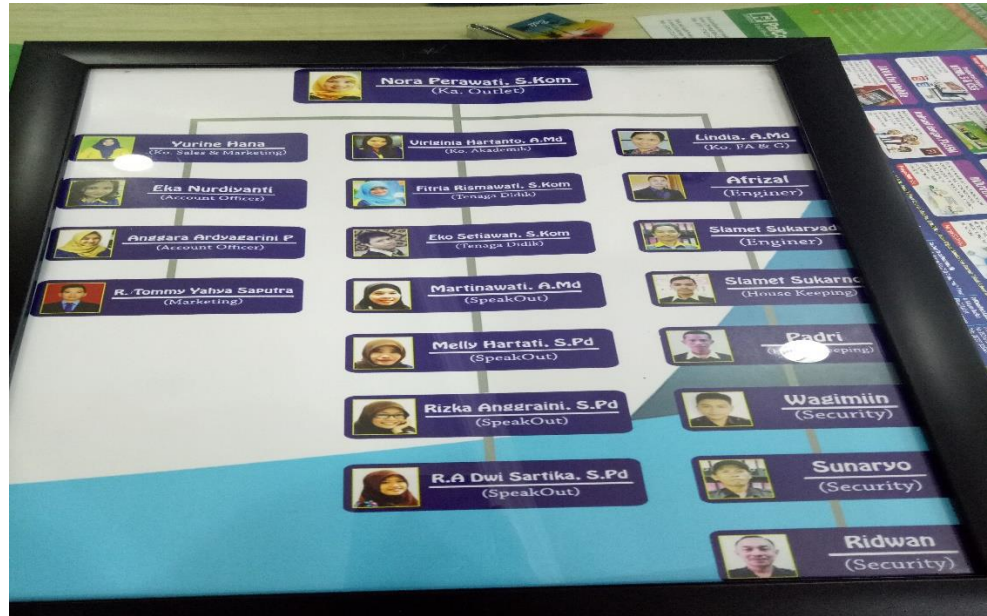 Nora Perawati, S.Kom
(Ka. Outlet)
Yurine Hana
(Ko. Sales & Marketing)
Eka Nurdiyanti
(Account Officer)
Anggara Ardyagarini P
(Account Officer)
R. Tommy Yahya Saputra
(Marketing)
Virizinia Hartanto, A.Md
(Ko. Akademik)
Fitria Rismawati, S.Kom
(Tenaga Didik)
Eko Setiawan, S.Kom
(Tenaga Didik)
Martinawati, A.Md
(SpeakOut)
Melly Hartati, S.Pd
(SpeakOut)
Rizka Anggraini, S.Pd
(SpeakOut)
R.A Dwi Sartika, S.Pd
(SpeakOut)
Lindia, A.Md
(Ko. FA & G)
Afrizal
(Enginer)
Slamet Sukaryad
(Enginer)
Slamet Sukarno
(House Keeping)
Padri
Wagimiin
(Security)
Sunaryo
(Security)
Ridwan
(Security)